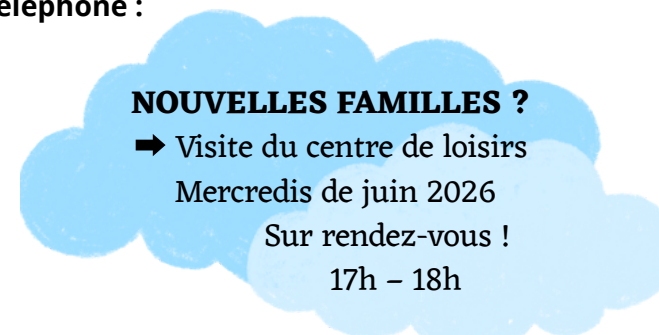 éléphone :
NOUVELLES FAMILLES ?
➡ Visite du centre de loisirs
Mercredis de juin 2026
Sur rendez-vous !
17h – 18h